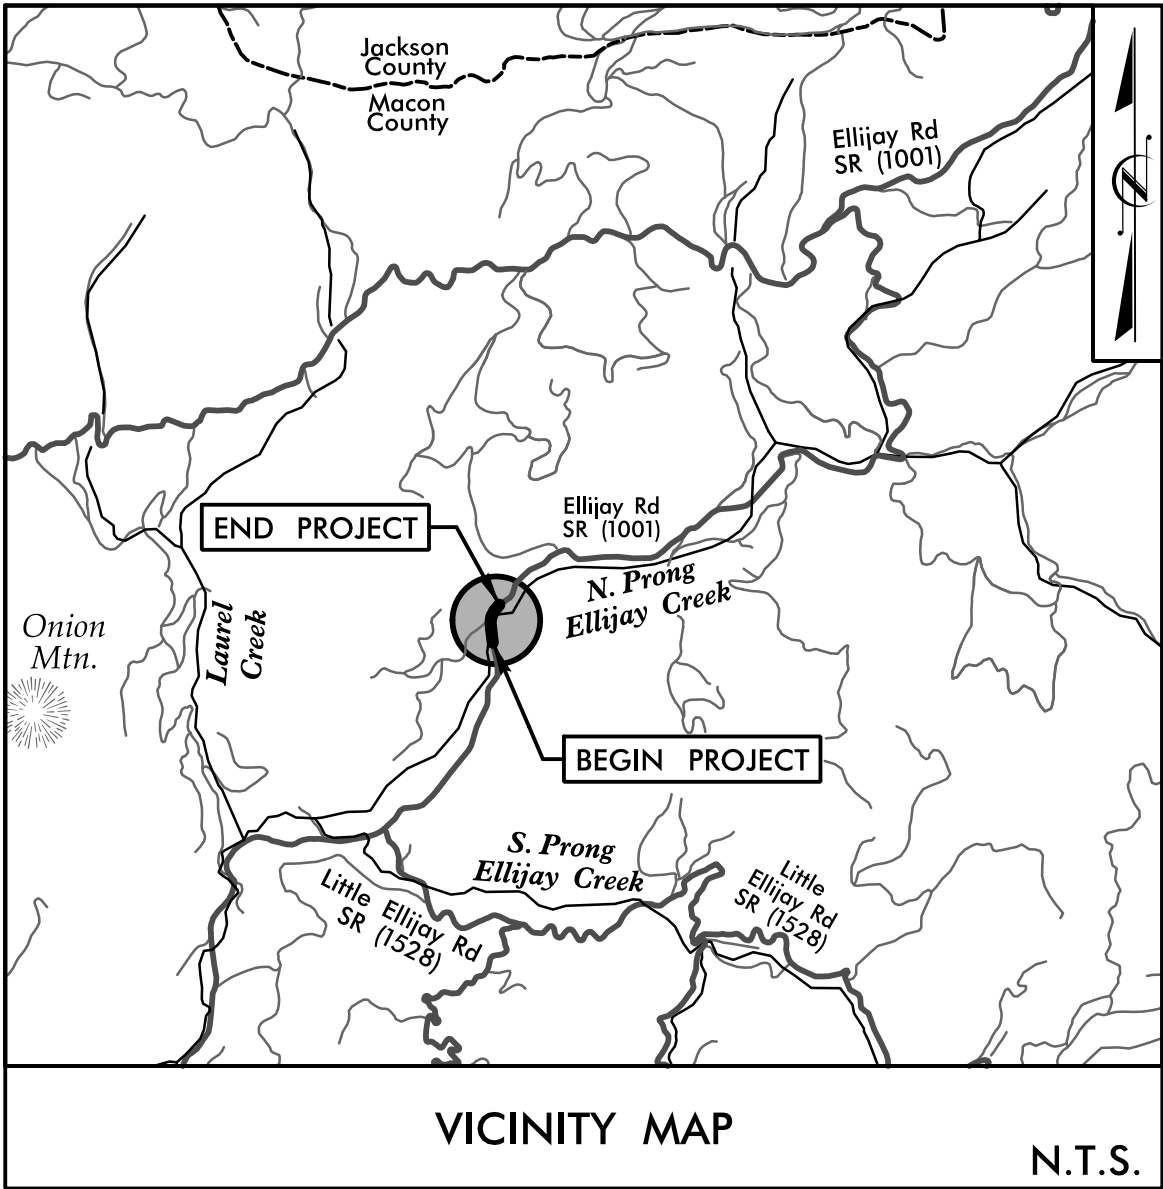 Jackson
County
Macon
County
Ellijay Rd
SR (1001)
N
END PROJECT
Ellijay Rd
SR (1001)
N. Prong
Ellijay Creek
Onion
Mtn.
Laurel
Creek
BEGIN PROJECT
S. Prong
Ellijay Creek
Little Ellijay Rd
SR (1528)
Little
Ellijay Rd
SR (1528)
VICINITY MAP
N.T.S.